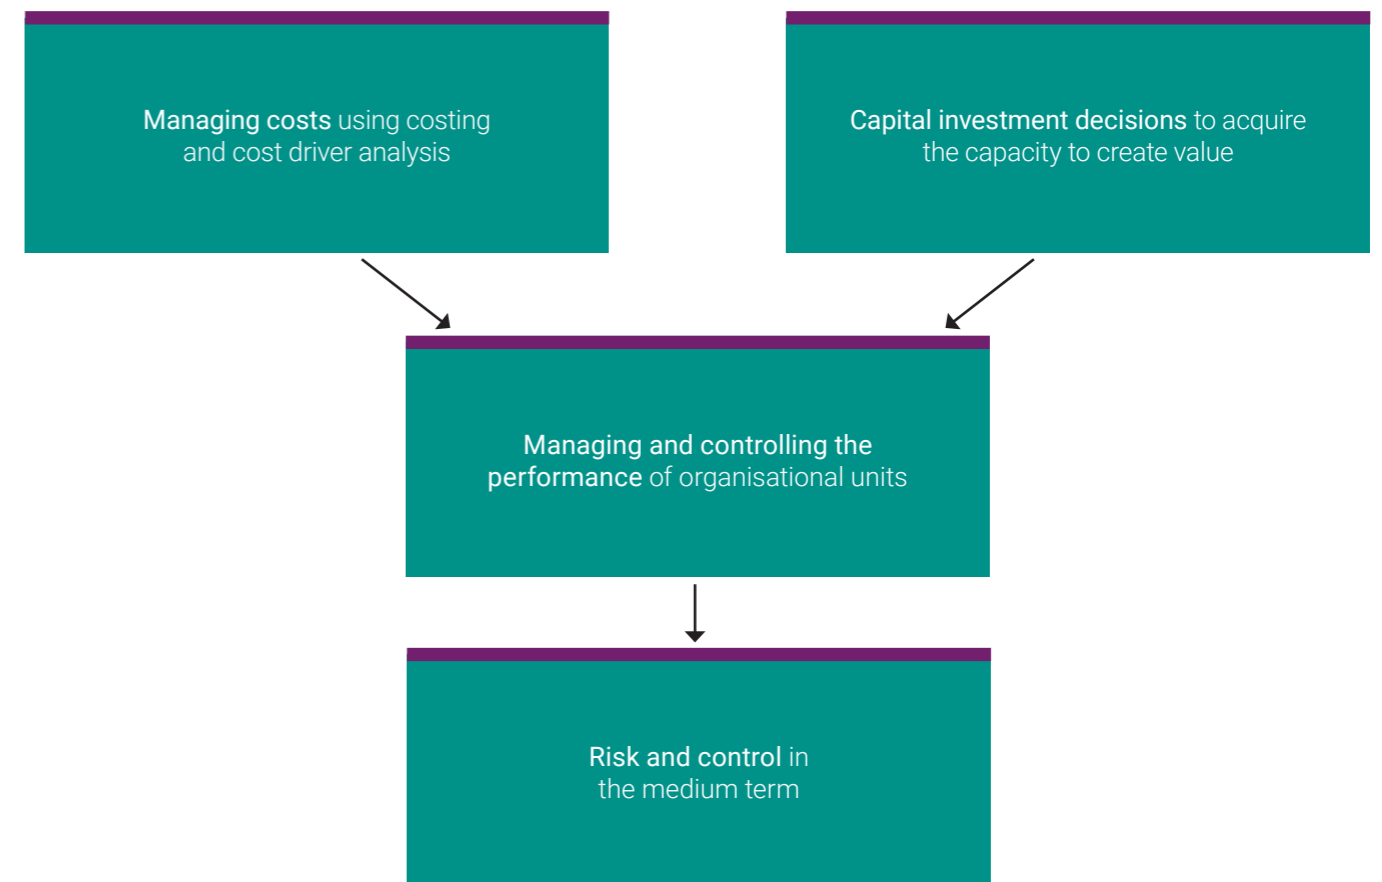 Managing costs using costing
and cost driver analysis
Capital investment decisions to acquire
the capacity to create value
Managing and controlling the
performance of organisational units
Risk and control in
the medium term